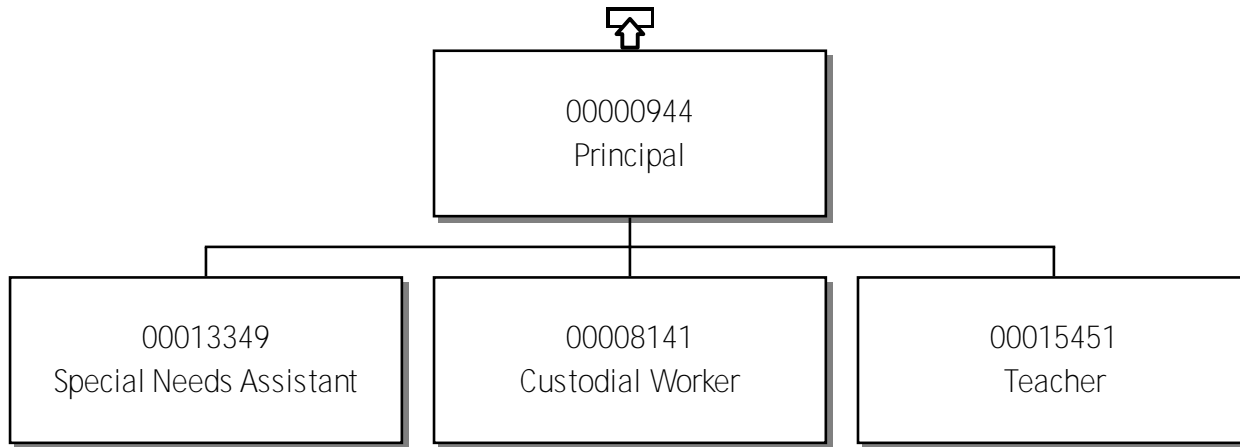 00000944
Principal
00013349
Special Needs Assistant
00008141
Custodial Worker
00015451
Teacher